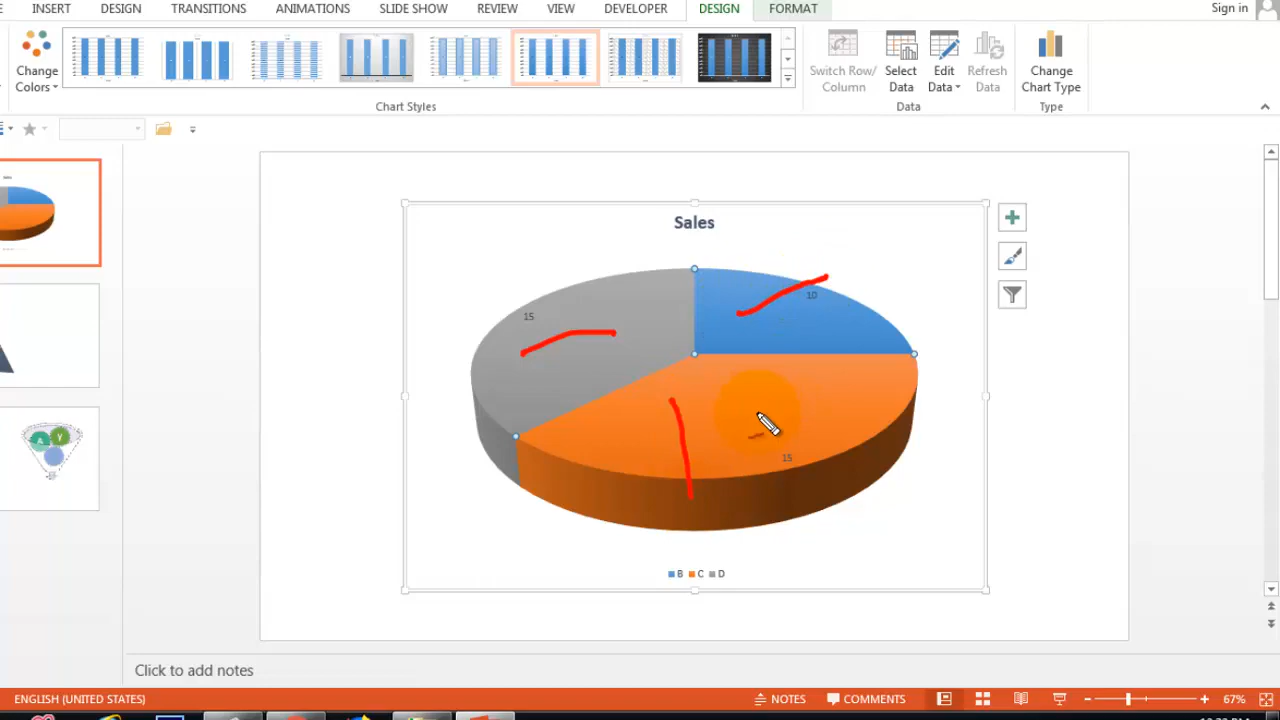 INSERT DESIGN TRANSITIONS ANIMATIONS SLIDE SHOW REVIEW VIEW DEVELOPER DESIGN FORMAT Sign in
Change Colors
Switch Row/ Column
Select Data
Edit Data
Refresh Data
Change Chart Type
Chart Styles
Data
Type
Sales
10
15
15
B C D
Click to add notes
ENGLISH (UNITED STATES) NOTES COMMENTS 67%